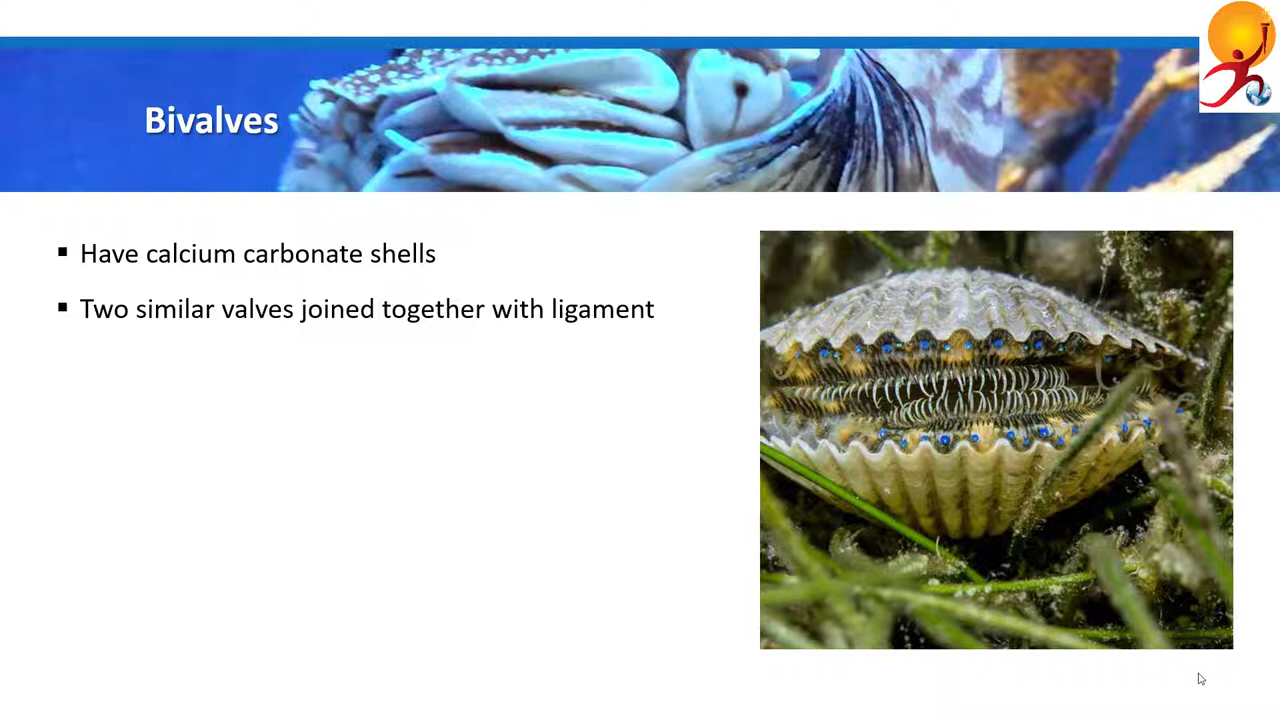 Bivalves
▪ Have calcium carbonate shells
▪ Two similar valves joined together with ligament